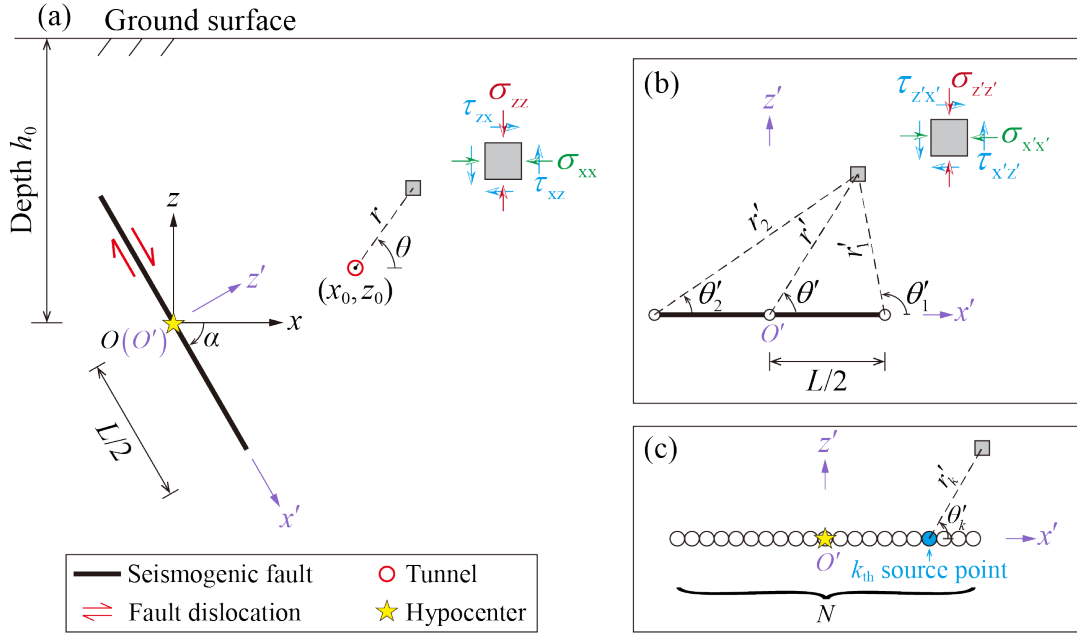 (a) Ground surface
Depth h₀
σzz
τzx
σxx
τxz
z
r
θ
z′
(x₀, z₀)
x
O(O′)
α
L/2
x′
Seismogenic fault
Tunnel
Fault dislocation
Hypocenter
(b)
z′
τz′x′
σz′z′
σx′x′
τx′z′
r′₂
r′
r′₁
θ′₂
θ′
θ′₁
O′
x′
L/2
(c)
z′
r′k
θ′k
x′
O′
kth source point
N